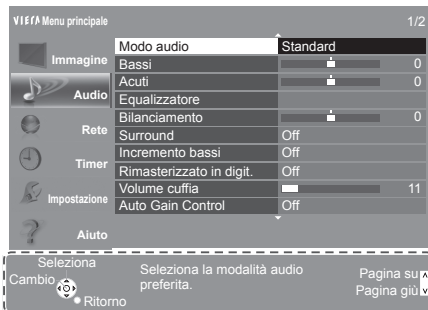 VIERA Menu principale 1/2
Immagine
Audio
Rete
Timer
Impostazione
Aiuto
Modo audio Standard
Bassi 0
Acuti 0
Equalizzatore
Bilanciamento 0
Surround Off
Incremento bassi Off
Rimasterizzato in digit. Off
Volume cuffia 11
Auto Gain Control Off
Seleziona
Cambio
Ritorno
Seleziona la modalità audio
preferita.
Pagina su
Pagina giù